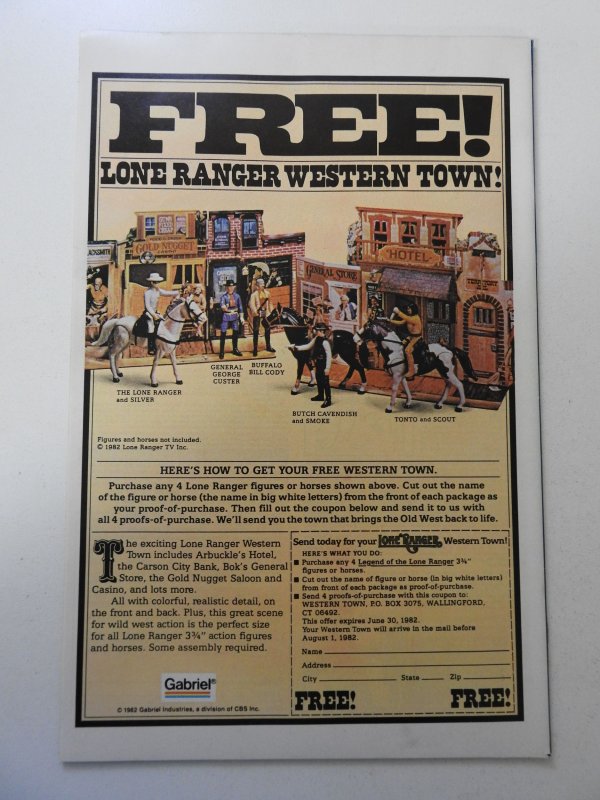 FREE!
LONE RANGER WESTERN TOWN!
GOLD NUGGET
HOTEL
GENERAL STORE
THE LONE RANGER
and SILVER
GENERAL
GEORGE
CUSTER
BUFFALO
BILL CODY
BUTCH CAVENDISH
and SMOKE
TONTO and SCOUT
Figures and horses not included.
© 1982 Lone Ranger TV Inc.
HERE'S HOW TO GET YOUR FREE WESTERN TOWN.
Purchase any 4 Lone Ranger figures or horses shown above. Cut out the name
of the figure or horse (the name in big white letters) from the front of each package as
your proof-of-purchase. Then fill out the coupon below and send it to us with
all 4 proofs-of-purchase. We'll send you the town that brings the Old West back to life.
The exciting Lone Ranger Western
Town includes Arbuckle's Hotel,
the Carson City Bank, Bok's General
Store, the Gold Nugget Saloon and
Casino, and lots more.
All with colorful, realistic detail, on
the front and back. Plus, this great scene
for wild west action is the perfect size
for all Lone Ranger 3¾" action figures
and horses. Some assembly required.
Gabriel®
© 1982 Gabriel Industries, a division of CBS Inc.
Send today for your LONE RANGER Western Town!
HERE'S WHAT YOU DO:
■ Purchase any 4 Legend of the Lone Ranger 3¾"
figures or horses.
■ Cut out the name of figure or horse (in big white letters)
from front of each package as proof-of-purchase.
■ Send 4 proofs-of-purchase with this coupon to:
WESTERN TOWN, P.O. BOX 3075, WALLINGFORD,
CT 06492.
This offer expires June 30, 1982.
Your Western Town will arrive in the mail before
August 1, 1982.
Name
Address
City State Zip
FREE! FREE!